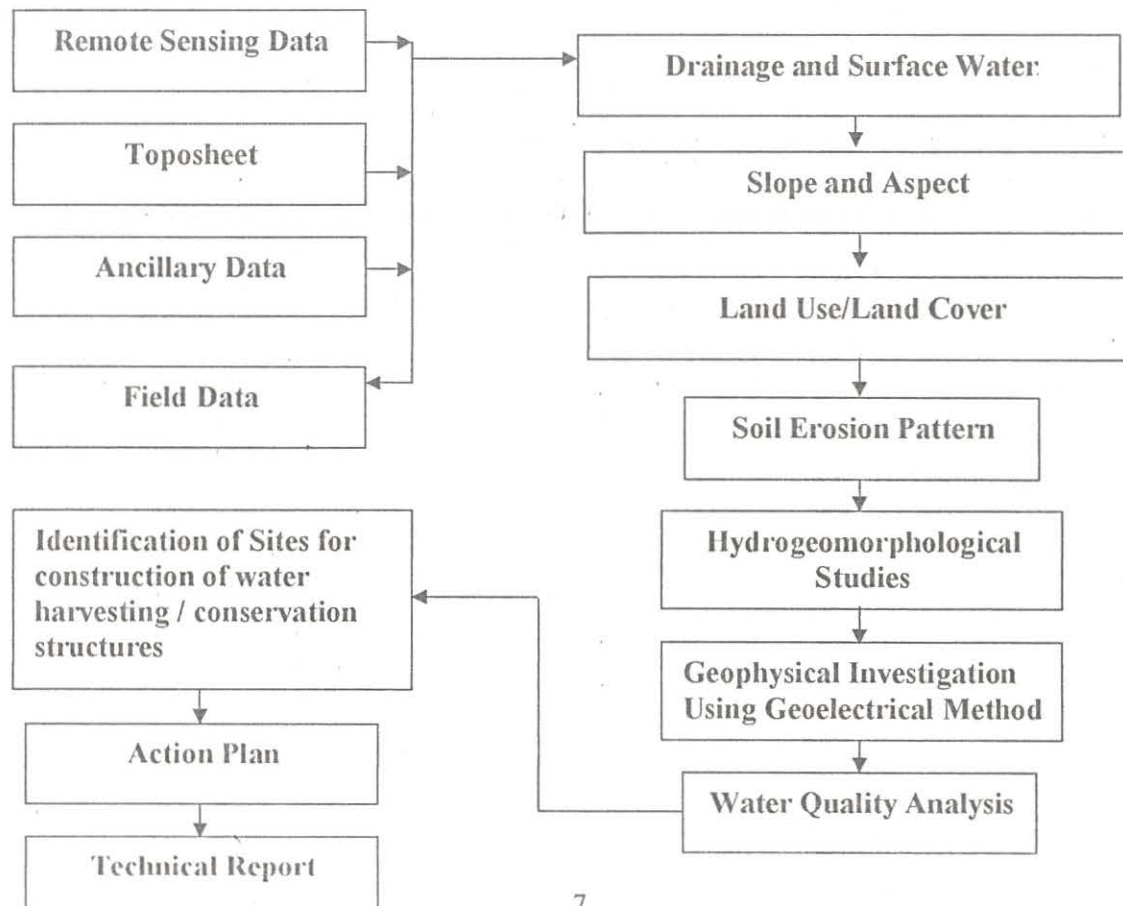 Remote Sensing Data
Toposheet
Ancillary Data
Field Data
Drainage and Surface Water
Slope and Aspect
Land Use/Land Cover
Soil Erosion Pattern
Hydrogeomorphological
Studies
Geophysical Investigation
Using Geoelectrical Method
Water Quality Analysis
Identification of Sites for
construction of water
harvesting / conservation
structures
Action Plan
Technical Report
7